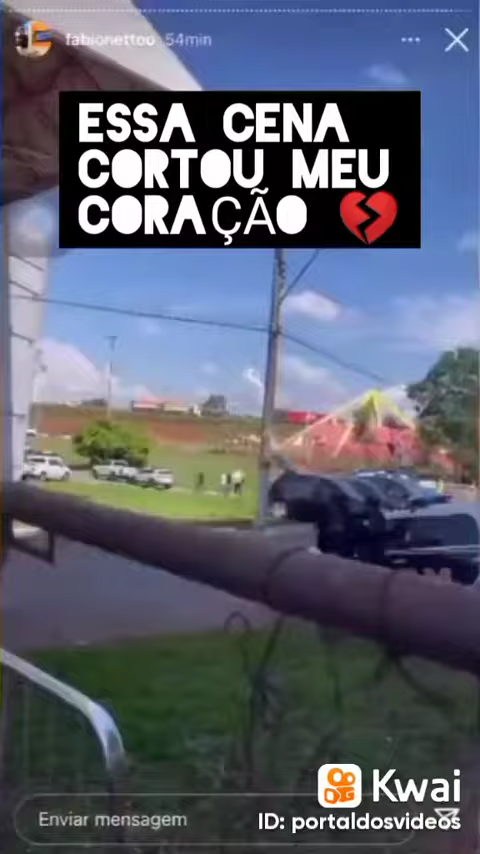 fabionettoo 54min
ESSA CENA
CORTOU MEU
CORAÇÃO 💔
Kwai
Enviar mensagem
ID: portaldosvideos